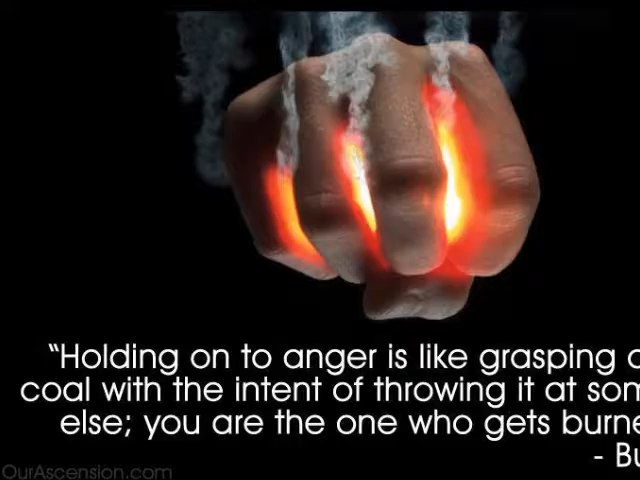 “Holding on to anger is like grasping
coal with the intent of throwing it at
else; you are the one who gets
-
OurAscension.com